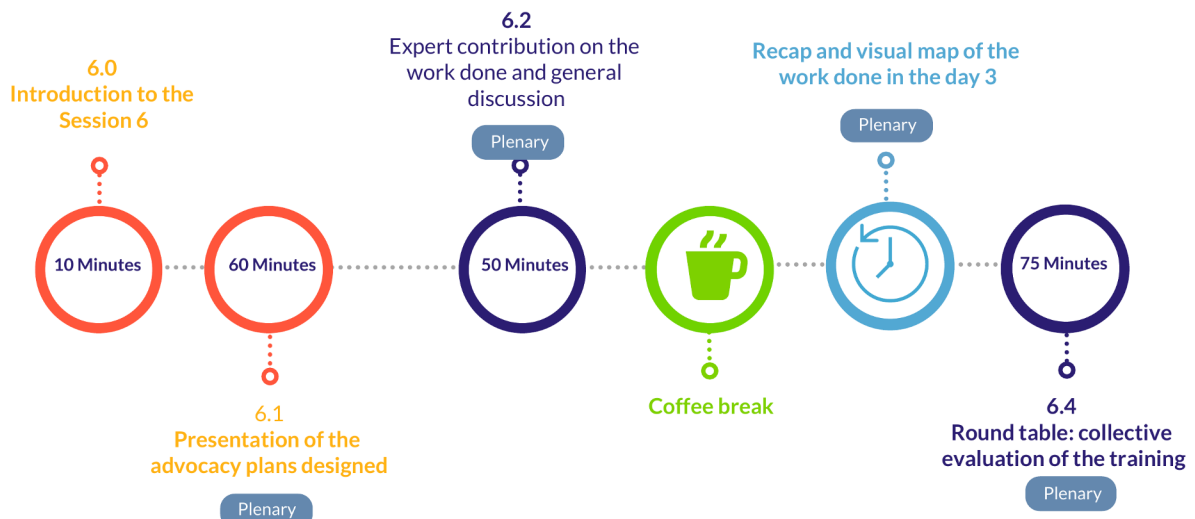 6.0
Introduction to the
Session 6
10 Minutes
60 Minutes
6.1
Presentation of the
advocacy plans designed
Plenary
6.2
Expert contribution on the
work done and general
discussion
Plenary
50 Minutes
Coffee break
Recap and visual map of the
work done in the day 3
Plenary
75 Minutes
6.4
Round table: collective
evaluation of the training
Plenary